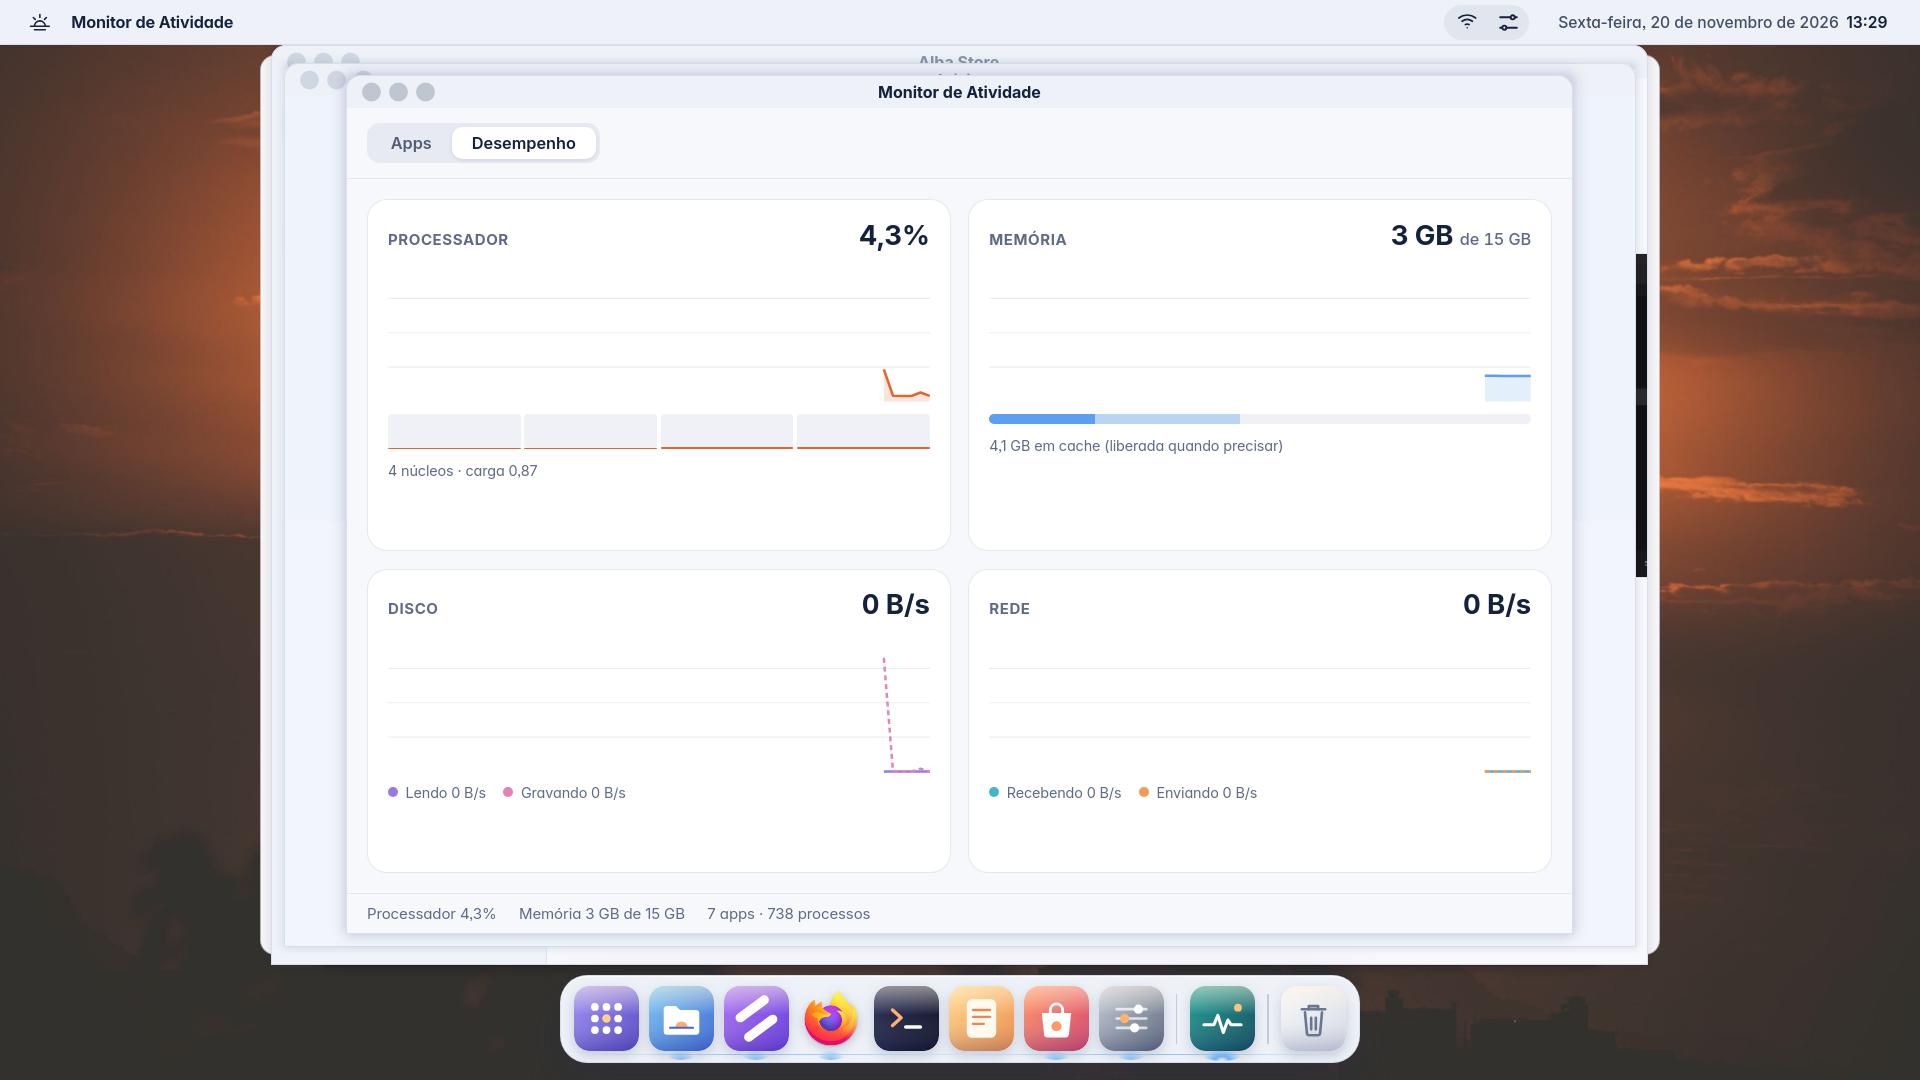 Monitor de Atividade
Sexta-feira, 20 de novembro de 2026 13:29
Alba Store
Monitor de Atividade
Apps Desempenho
PROCESSADOR 4,3%
4 núcleos · carga 0,87
MEMÓRIA 3 GB de 15 GB
4,1 GB em cache (liberada quando precisar)
DISCO 0 B/s
Lendo 0 B/s Gravando 0 B/s
REDE 0 B/s
Recebendo 0 B/s Enviando 0 B/s
Processador 4,3% Memória 3 GB de 15 GB 7 apps · 738 processos